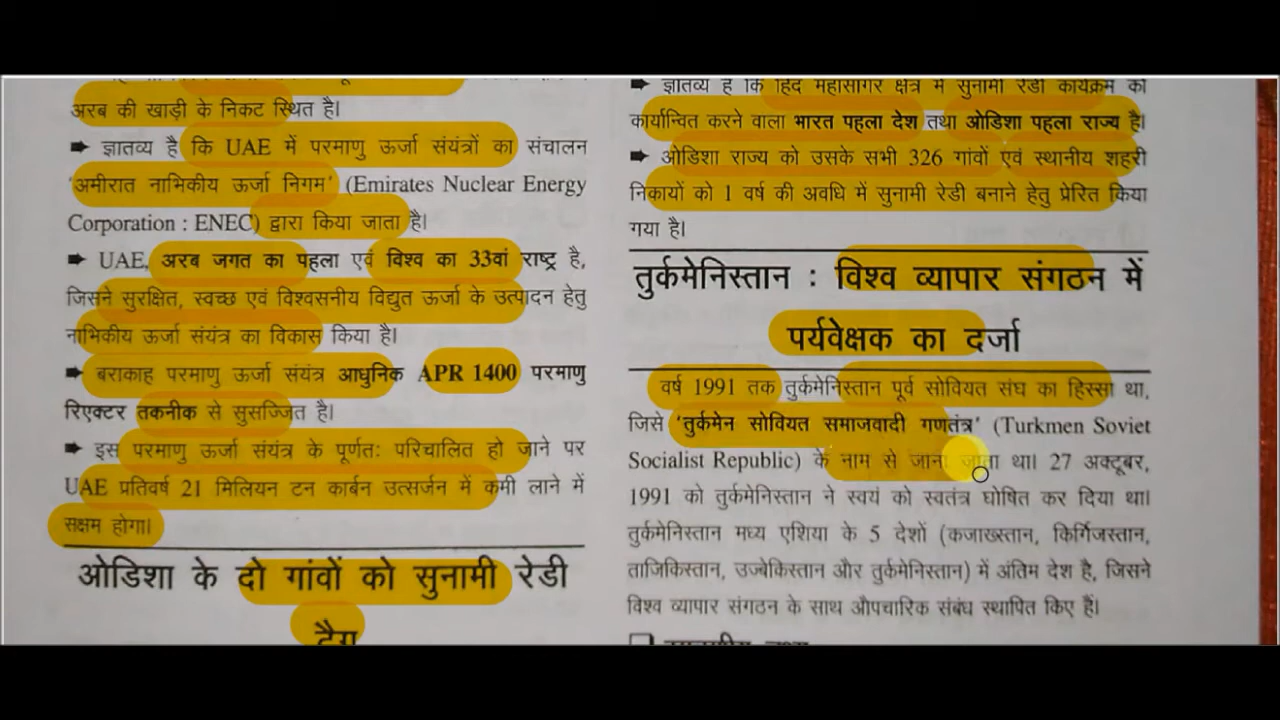 अरब की खाड़ी के निकट स्थित है।
➡ ज्ञातव्य है कि UAE में परमाणु ऊर्जा संयंत्रों का संचालन
'अमीरात नाभिकीय ऊर्जा निगम' (Emirates Nuclear Energy
Corporation : ENEC) द्वारा किया जाता है।
➡ UAE, अरब जगत का पहला एवं विश्व का 33वां राष्ट्र है,
जिसने सुरक्षित, स्वच्छ एवं विश्वसनीय विद्युत ऊर्जा के उत्पादन हेतु
नाभिकीय ऊर्जा संयंत्र का विकास किया है।
➡ बराकाह परमाणु ऊर्जा संयंत्र आधुनिक APR 1400 परमाणु
रिएक्टर तकनीक से सुसज्जित है।
➡ इस परमाणु ऊर्जा संयंत्र के पूर्णत: परिचालित हो जाने पर
UAE प्रतिवर्ष 21 मिलियन टन कार्बन उत्सर्जन में कमी लाने में
सक्षम होगा।
ओडिशा के दो गांवों को सुनामी रेडी
टैग
➡ ज्ञातव्य है कि हिंद महासागर क्षेत्र में सुनामी रेडी कार्यक्रम को
कार्यान्वित करने वाला भारत पहला देश तथा ओडिशा पहला राज्य है।
➡ ओडिशा राज्य को उसके सभी 326 गांवों एवं स्थानीय शहरी
निकायों को 1 वर्ष की अवधि में सुनामी रेडी बनाने हेतु प्रेरित किया
गया है।
तुर्कमेनिस्तान : विश्व व्यापार संगठन में
पर्यवेक्षक का दर्जा
वर्ष 1991 तक तुर्कमेनिस्तान पूर्व सोवियत संघ का हिस्सा था,
जिसे 'तुर्कमेन सोवियत समाजवादी गणतंत्र' (Turkmen Soviet
Socialist Republic) के नाम से जाना जाता था। 27 अक्टूबर,
1991 को तुर्कमेनिस्तान ने स्वयं को स्वतंत्र घोषित कर दिया था।
तुर्कमेनिस्तान मध्य एशिया के 5 देशों (कजाख्स्तान, किर्गिजस्तान,
ताजिकिस्तान, उज्बेकिस्तान और तुर्कमेनिस्तान) में अंतिम देश है, जिसने
विश्व व्यापार संगठन के साथ औपचारिक संबंध स्थापित किए हैं।